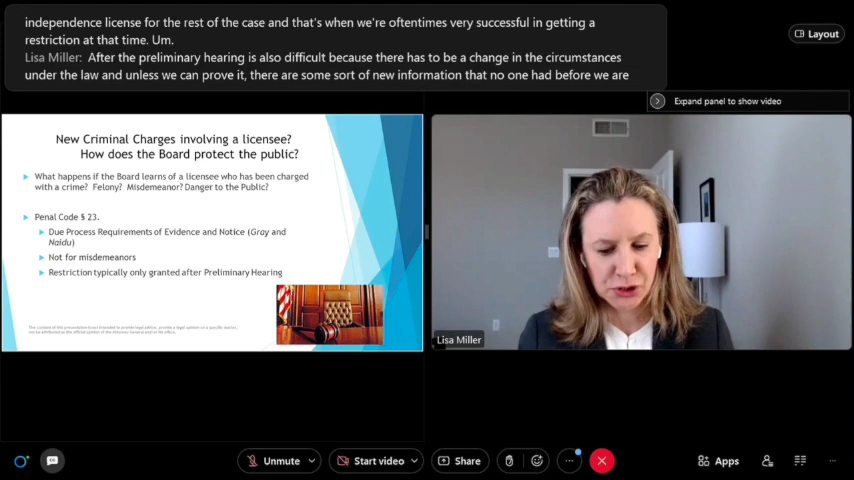 independence license for the rest of the case and that's when we're oftentimes very successful in getting a
restriction at that time. Um.
Lisa Miller: After the preliminary hearing is also difficult because there has to be a change in the circumstances
under the law and unless we can prove it, there are some sort of new information that no one had before we are
Layout
Expand panel to show video
New Criminal Charges involving a licensee?
How does the Board protect the public?
What happens if the Board learns of a licensee who has been charged
with a crime? Felony? Misdemeanor? Danger to the Public?
Penal Code § 23.
Due Process Requirements of Evidence and Notice (Gray and
Naidu)
Not for misdemeanors
Restriction typically only granted after Preliminary Hearing
Lisa Miller
Unmute
Start video
Share
Apps